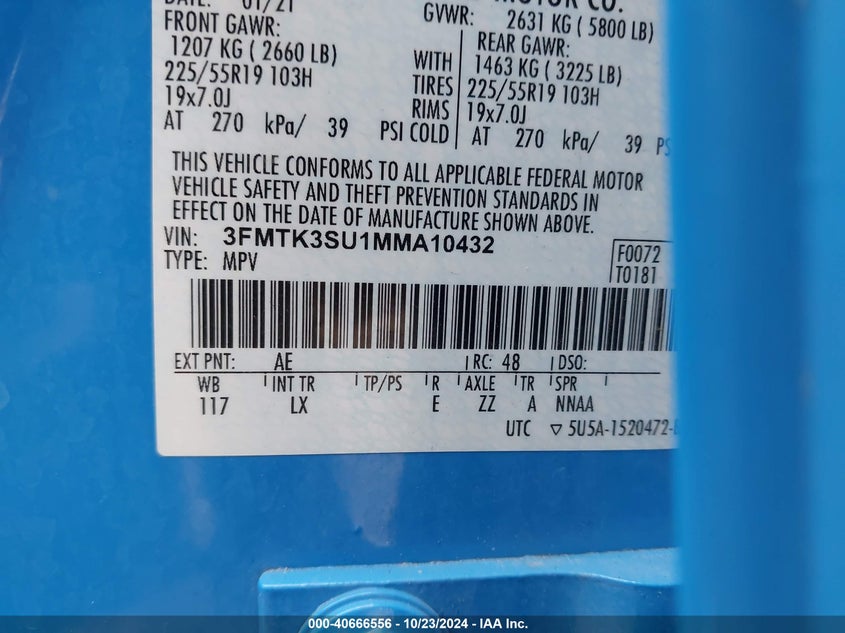 DATE: 01/21 MOTOR CO.
FRONT GAWR: GVWR: 2631 KG ( 5800 LB)
1207 KG ( 2660 LB) WITH REAR GAWR: 1463 KG ( 3225 LB)
225/55R19 103H TIRES 225/55R19 103H
19x7.0J RIMS 19x7.0J
AT 270 kPa/ 39 PSI COLD AT 270 kPa/ 39 PS
THIS VEHICLE CONFORMS TO ALL APPLICABLE FEDERAL MOTOR
VEHICLE SAFETY AND THEFT PREVENTION STANDARDS IN
EFFECT ON THE DATE OF MANUFACTURE SHOWN ABOVE.
VIN: 3FMTK3SU1MMA10432 F0072
TYPE: MPV T0181
EXT PNT: AE RC: 48 DSO:
WB INT TR TP/PS R AXLE TR SPR
117 LX E ZZ A NNAA
UTC ▽ 5U5A-1520472-
000-40666556 - 10/23/2024 - IAA Inc.